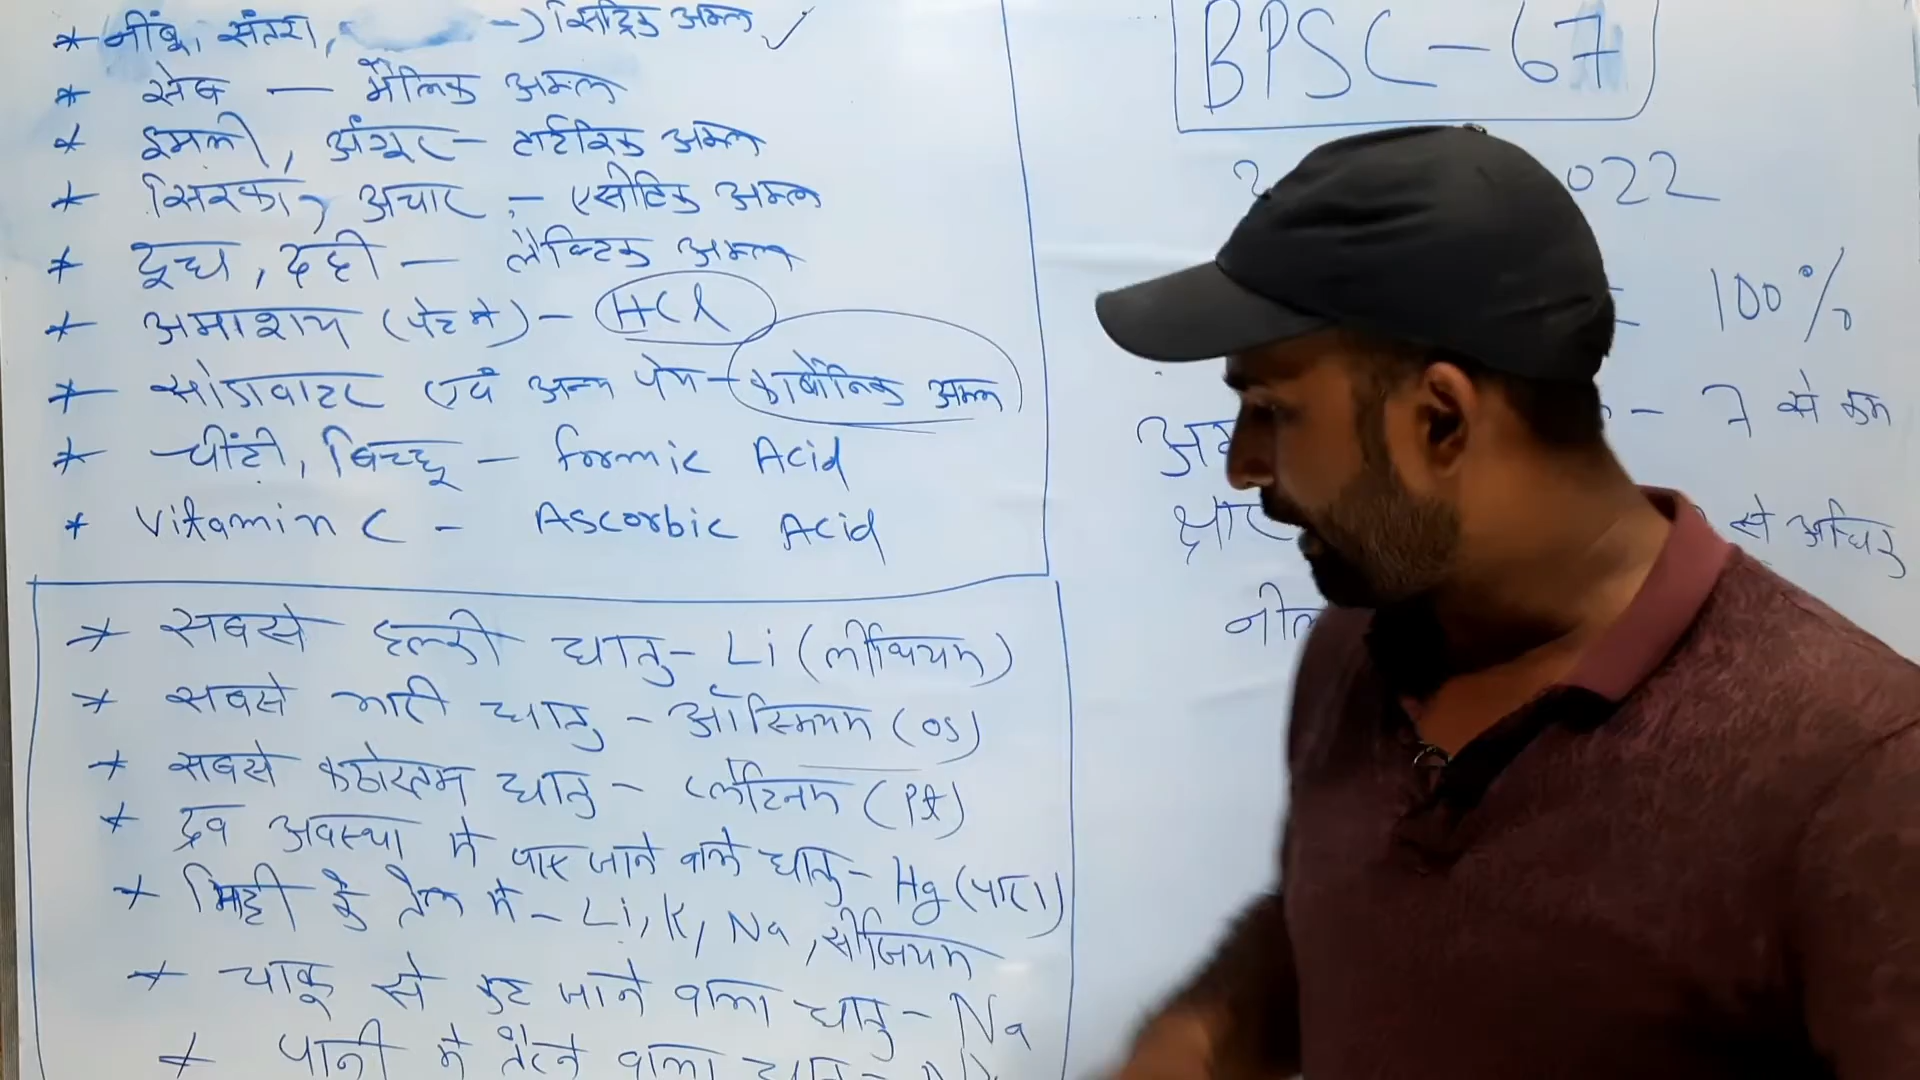 * नींबू, संतरा, -> सिट्रिक अम्ल ✓
* सेब — मैलिक अम्ल
* इमली, अंगूर - टार्टरिक अम्ल
* सिरका, अचार - एसीटिक अम्ल
* दूध, दही — लैक्टिक अम्ल
* अमाशय (पेट में) - HCl
* सोडावाटर एवं अन्य पेय - कार्बोनिक अम्ल
* चींटी, बिच्छू - formic Acid
* Vitamin C - Ascorbic Acid
* सबसे हल्की धातु - Li (लीथियम)
* सबसे भारी धातु - ऑस्मियम (Os)
* सबसे कठोरतम धातु - प्लेटिनम (Pt)
* द्रव अवस्था में पाए जाने वाले धातु - Hg (पारा)
* मिट्टी के तेल में - Li, K, Na, सीजियम
* चाकू से कट जाने वाला धातु - Na
* पानी में तैरने वाला धातु -
BPSC-67
2 022
100%
- 7 से कम
से अधिक